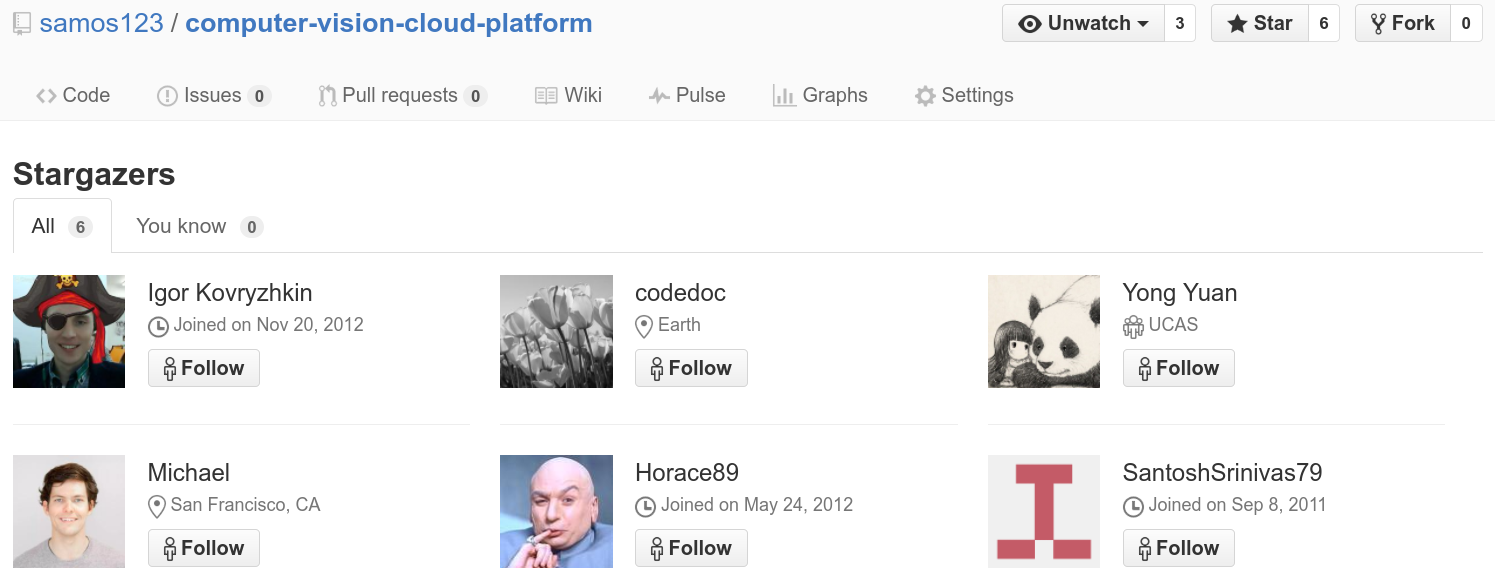 samos123 / computer-vision-cloud-platform
Unwatch 3 Star 6 Fork 0
Code Issues 0 Pull requests 0 Wiki Pulse Graphs Settings
Stargazers
All 6 You know 0
Igor Kovryzhkin
Joined on Nov 20, 2012
Follow
codedoc
Earth
Follow
Yong Yuan
UCAS
Follow
Michael
San Francisco, CA
Follow
Horace89
Joined on May 24, 2012
Follow
SantoshSrinivas79
Joined on Sep 8, 2011
Follow